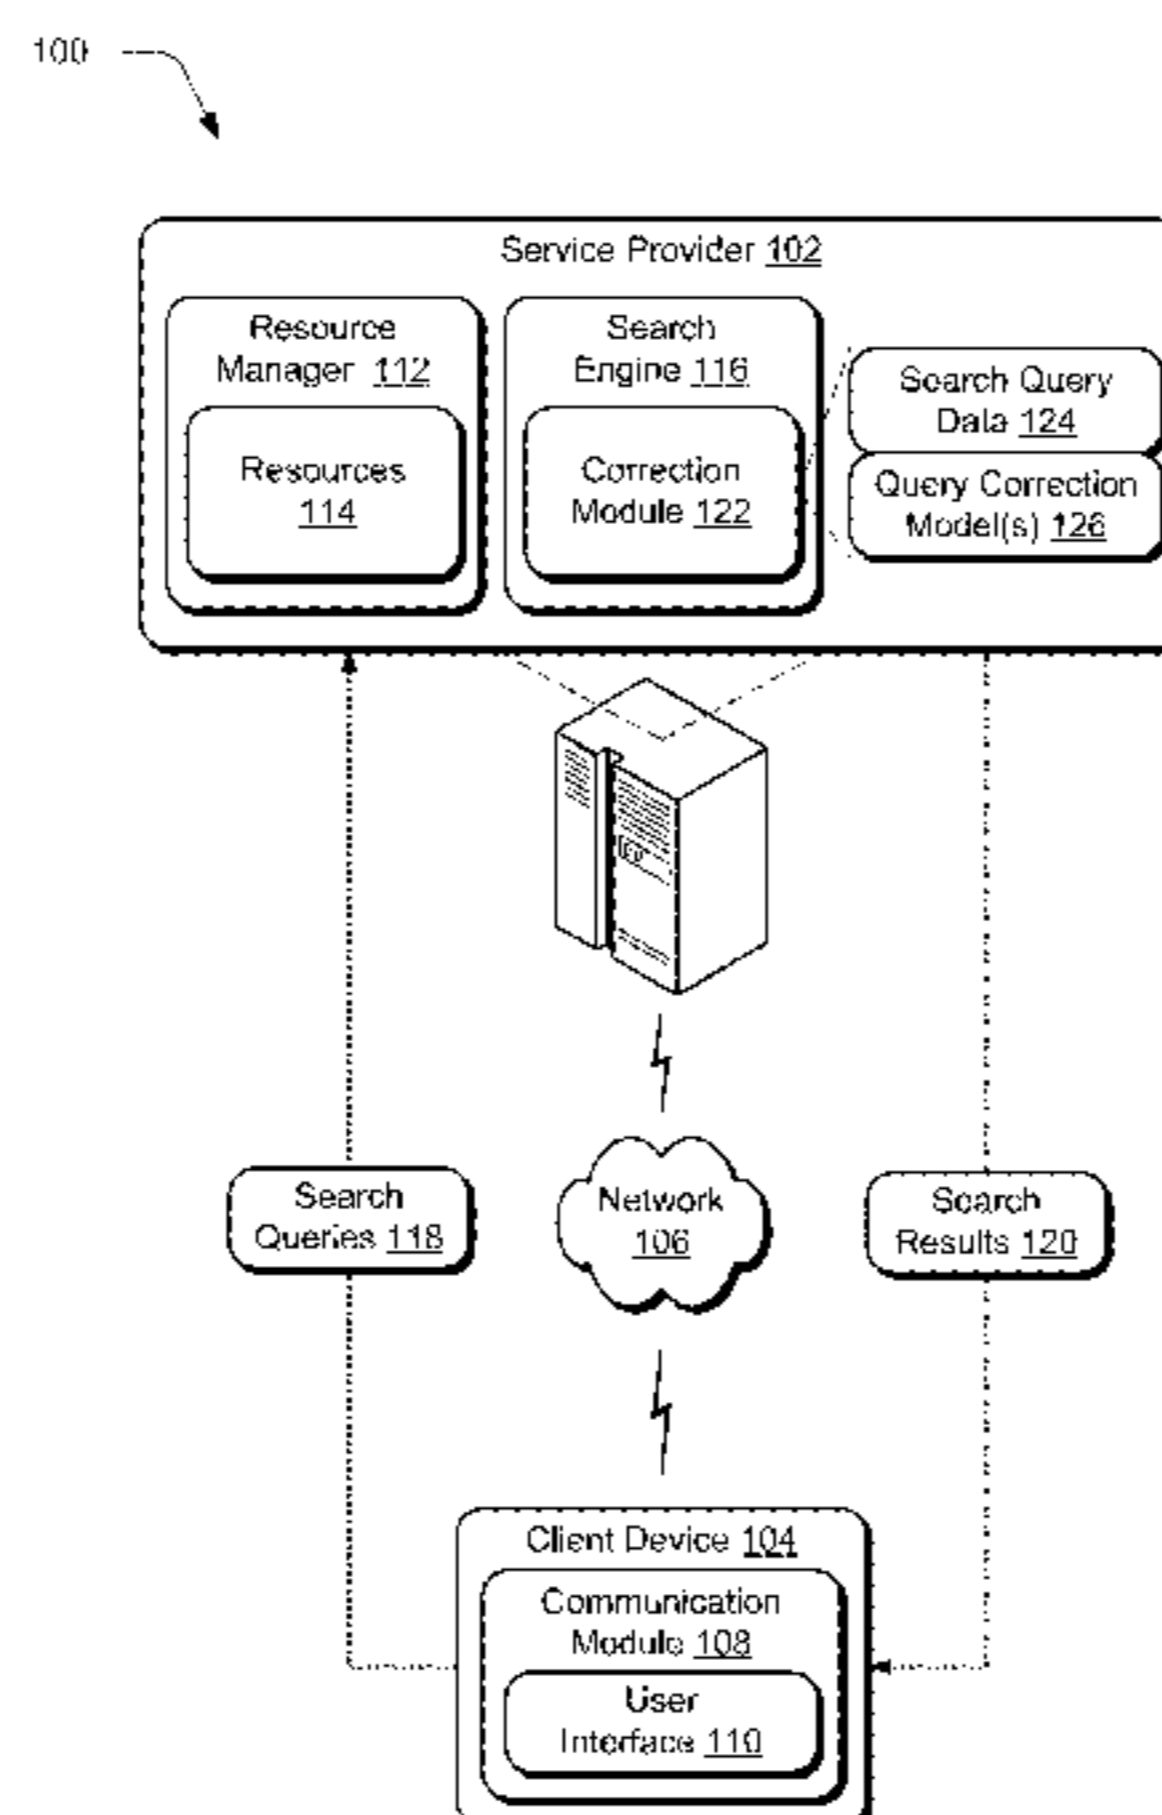 100
Service Provider 102
Resource
Manager 112
Resources
114
Search
Engine 116
Correction
Module 122
Search Query
Data 124
Query Correction
Model(s) 126
Search
Queries 118
Network
106
Search
Results 120
Client Device 104
Communication
Module 108
User
Interface 110